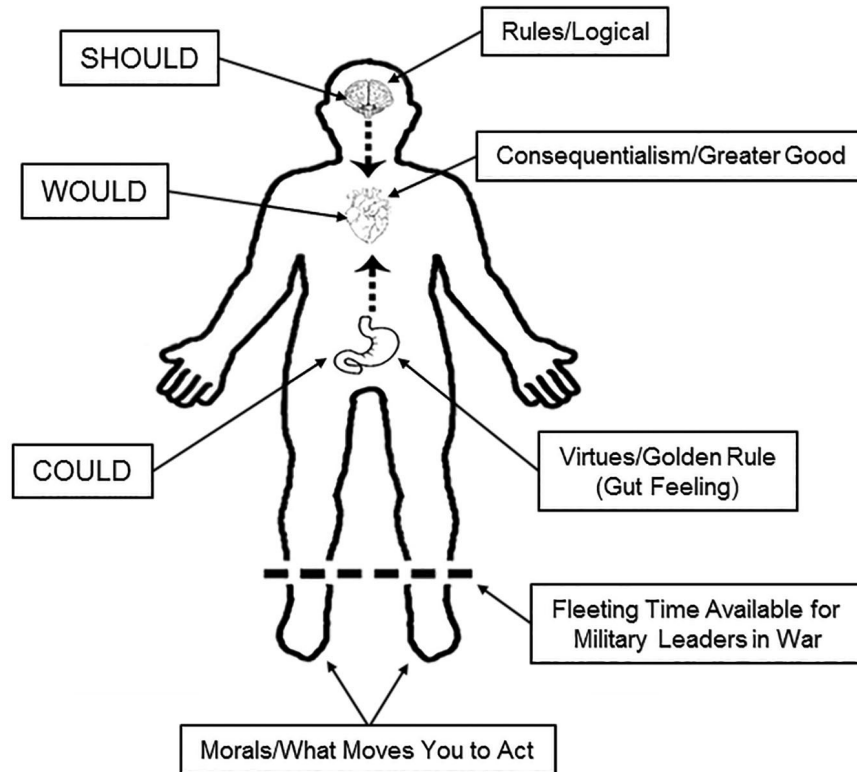 Rules/Logical
SHOULD
Consequentialism/Greater Good
WOULD
COULD
Virtues/Golden Rule
(Gut Feeling)
Fleeting Time Available for
Military Leaders in War
Morals/What Moves You to Act